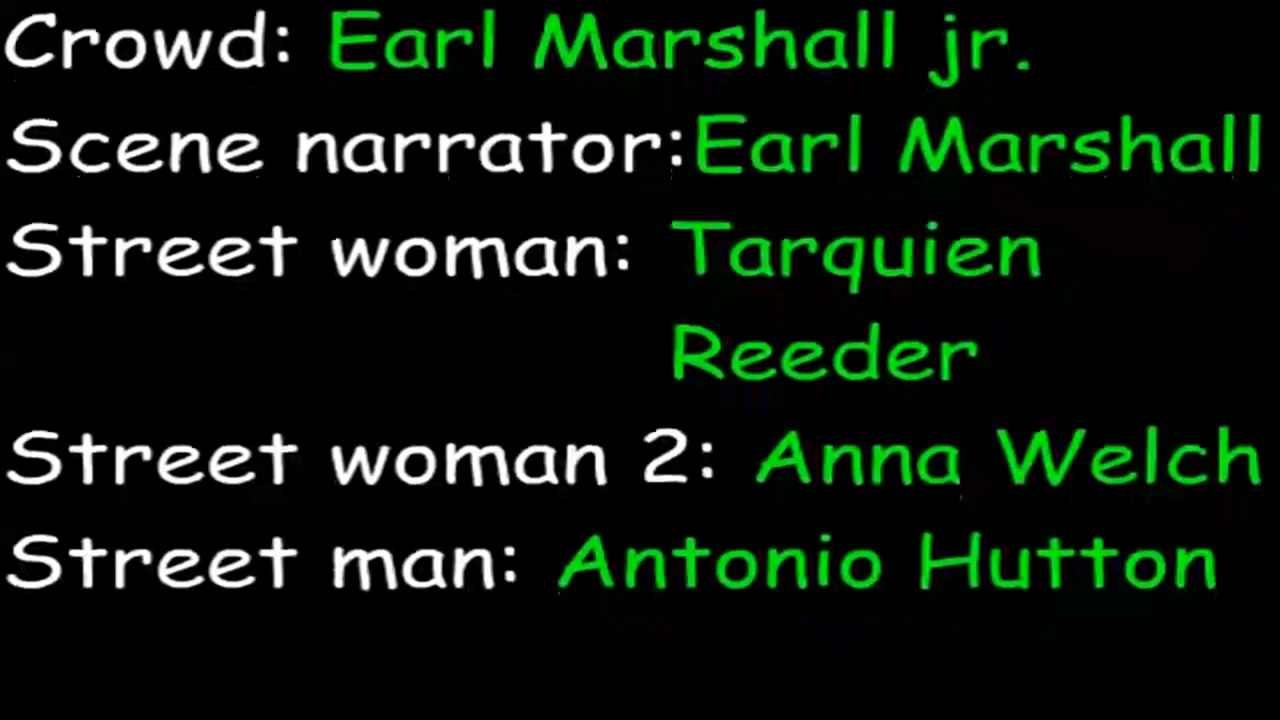 Crowd: Earl Marshall jr.
Scene narrator:Earl Marshall
Street woman: Tarquien
Reeder
Street woman 2: Anna Welch
Street man: Antonio Hutton